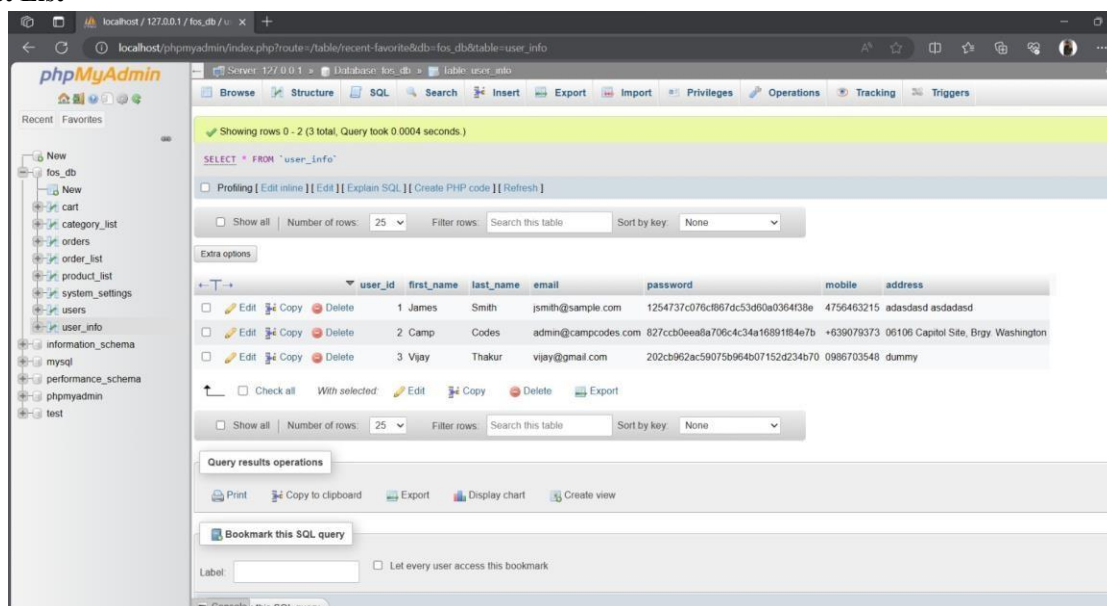 localhost / 127.0.0.1 / fos_db / u
localhost/phpmyadmin/index.php?route=/table/recent-favorite&db=fos_db&table=user_info
phpMyAdmin
Recent Favorites
New
fos_db
New
cart
category_list
orders
order_list
product_list
system_settings
users
user_info
information_schema
mysql
performance_schema
phpmyadmin
test
Server: 127.0.0.1 » Database: fos_db » Table: user_info
Browse Structure SQL Search Insert Export Import Privileges Operations Tracking Triggers
Showing rows 0 - 2 (3 total, Query took 0.0004 seconds.)
SELECT * FROM `user_info`
Profiling [ Edit inline ] [ Edit ] [ Explain SQL ] [ Create PHP code ] [ Refresh ]
Show all | Number of rows: 25 Filter rows: Search this table Sort by key: None
Extra options
user_id first_name last_name email password mobile address
Edit Copy Delete 1 James Smith jsmith@sample.com 1254737c076cf867dc53d60a0364f38e 4756463215 adasdasd asdadasd
Edit Copy Delete 2 Camp Codes admin@campcodes.com 827ccb0eea8a706c4c34a16891f84e7b +639079373 06106 Capitol Site, Brgy. Washington
Edit Copy Delete 3 Vijay Thakur vijay@gmail.com 202cb962ac59075b964b07152d234b70 0986703548 dummy
Check all With selected: Edit Copy Delete Export
Show all | Number of rows: 25 Filter rows: Search this table Sort by key: None
Query results operations
Print Copy to clipboard Export Display chart Create view
Bookmark this SQL query
Label: Let every user access this bookmark